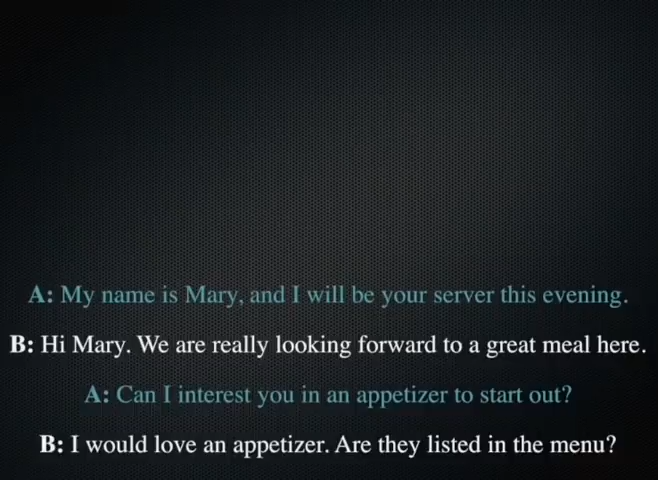 A: My name is Mary, and I will be your server this evening.
B: Hi Mary. We are really looking forward to a great meal here.
A: Can I interest you in an appetizer to start out?
B: I would love an appetizer. Are they listed in the menu?